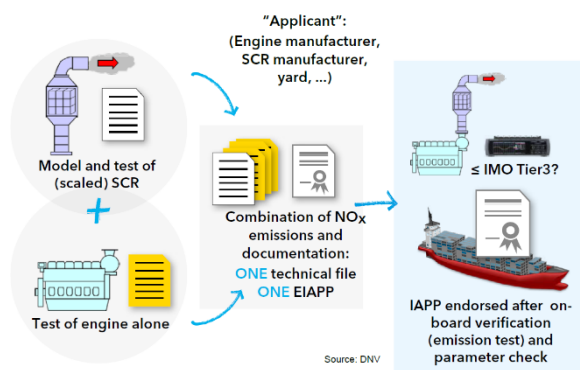 “Applicant”:
(Engine manufacturer,
SCR manufacturer,
yard, ...)
Model and test of
(scaled) SCR
+
Test of engine alone
Combination of NOx
emissions and
documentation:
ONE technical file
ONE EIAPP
≤ IMO Tier3?
IAPP endorsed after on-
board verification
(emission test) and
parameter check
Source: DNV